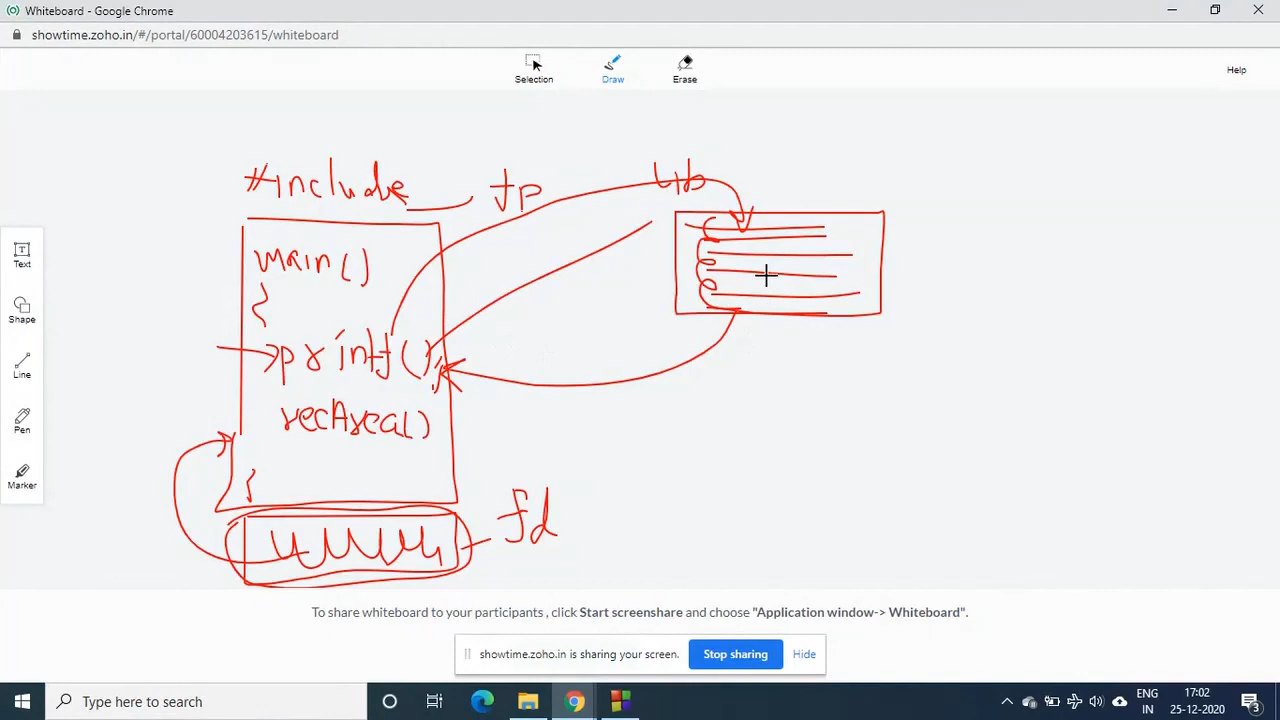 Whiteboard - Google Chrome
showtime.zoho.in/#/portal/60004203615/whiteboard
Selection
Draw
Erase
Help
#include fp Lib
main()
{
printf();
recArea()
}
fd
Text
Shape
Line
Pen
Marker
To share whiteboard to your participants , click Start screenshare and choose "Application window-> Whiteboard".
showtime.zoho.in is sharing your screen. Stop sharing Hide
Type here to search
ENG
IN
17:02
25-12-2020
3